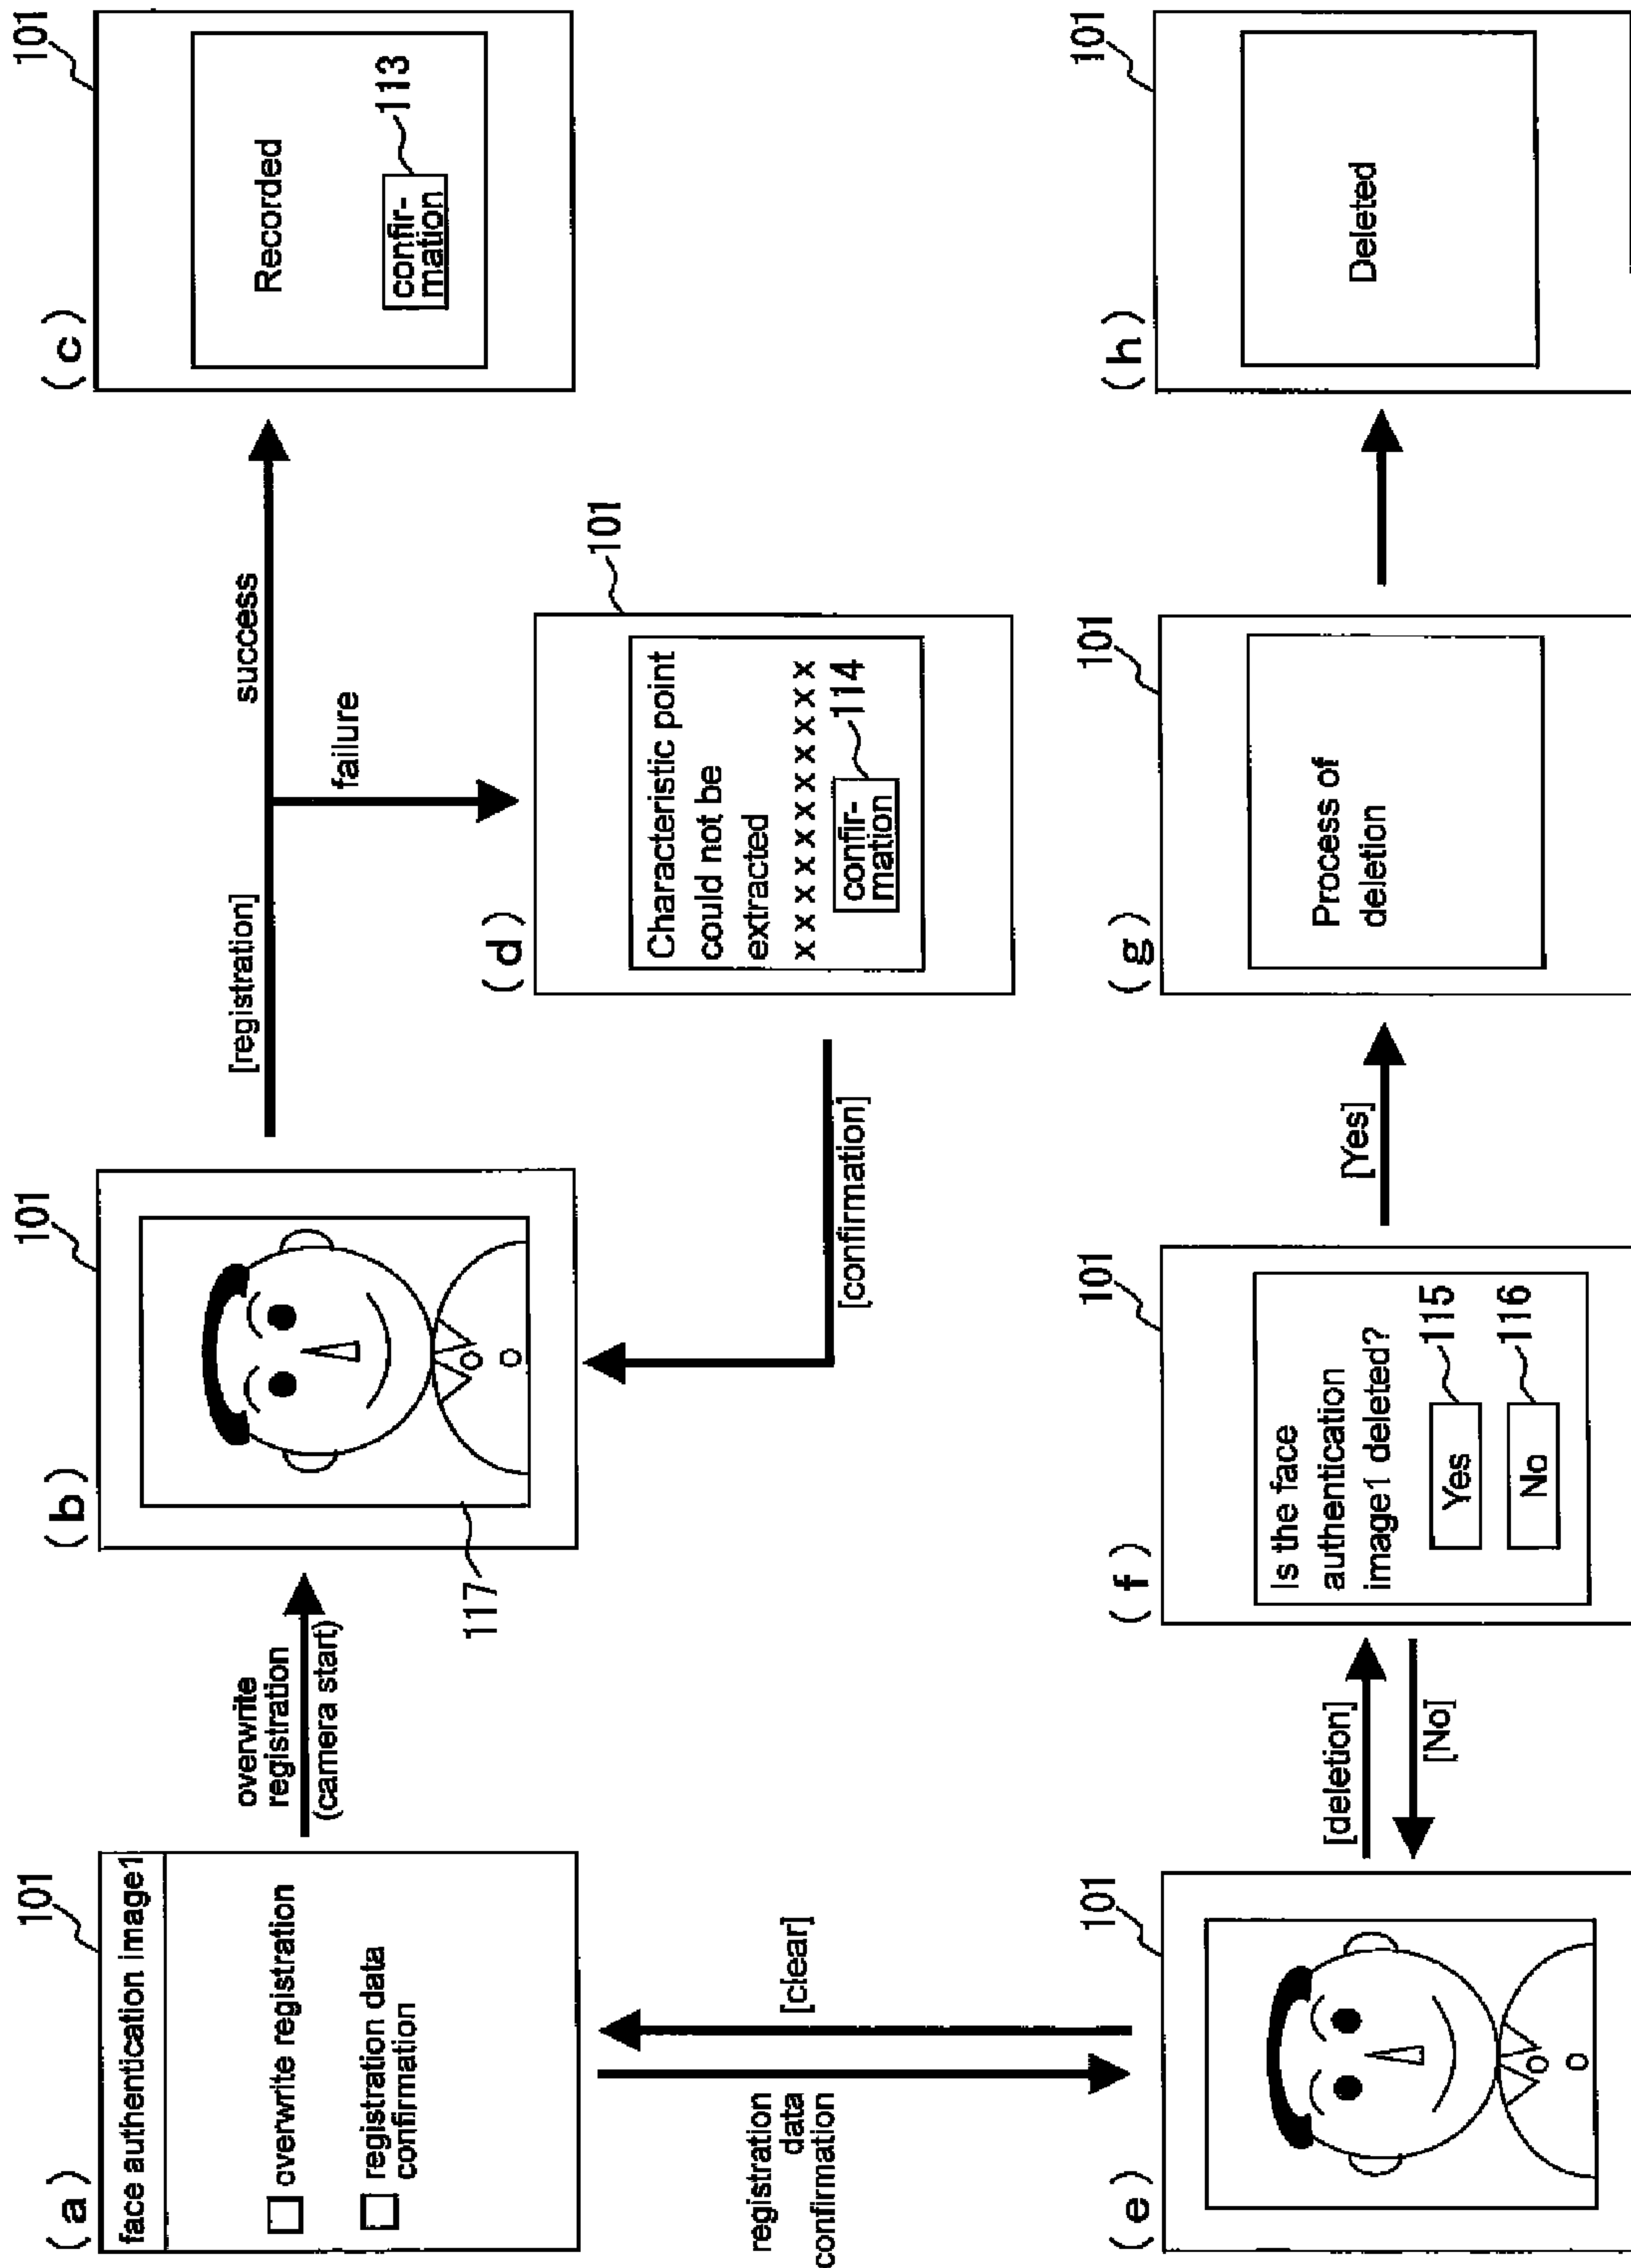 (a)
101
face authentication image1
overwrite registration
registration data
confirmation
overwrite
registration
(camera start)
(b)
101
117
[registration]
success
failure
(c)
101
Recorded
confir-
mation
113
(d)
101
Characteristic point
could not be
extracted
xxxxxxxxxx
confir-
mation
114
[confirmation]
registration
data
confirmation
[clear]
(e)
101
[deletion]
[No]
(f)
101
Is the face
authentication
image1 deleted?
Yes
115
No
116
[Yes]
(g)
101
Process of
deletion
(h)
101
Deleted